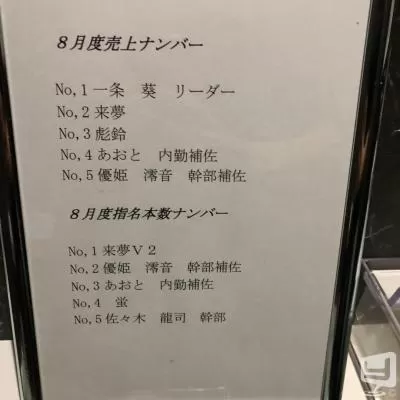 8月度売上ナンバー
No,1一条　葵　リーダー
No,2来夢
No,3彪鈴
No,4あおと　内勤補佐
No,5優姫　澪音　幹部補佐
8月度指名本数ナンバー
No,1来夢V2
No,2優姫　澪音　幹部補佐
No,3あおと　内勤補佐
No,4　蛍
No,5佐々木　龍司　幹部